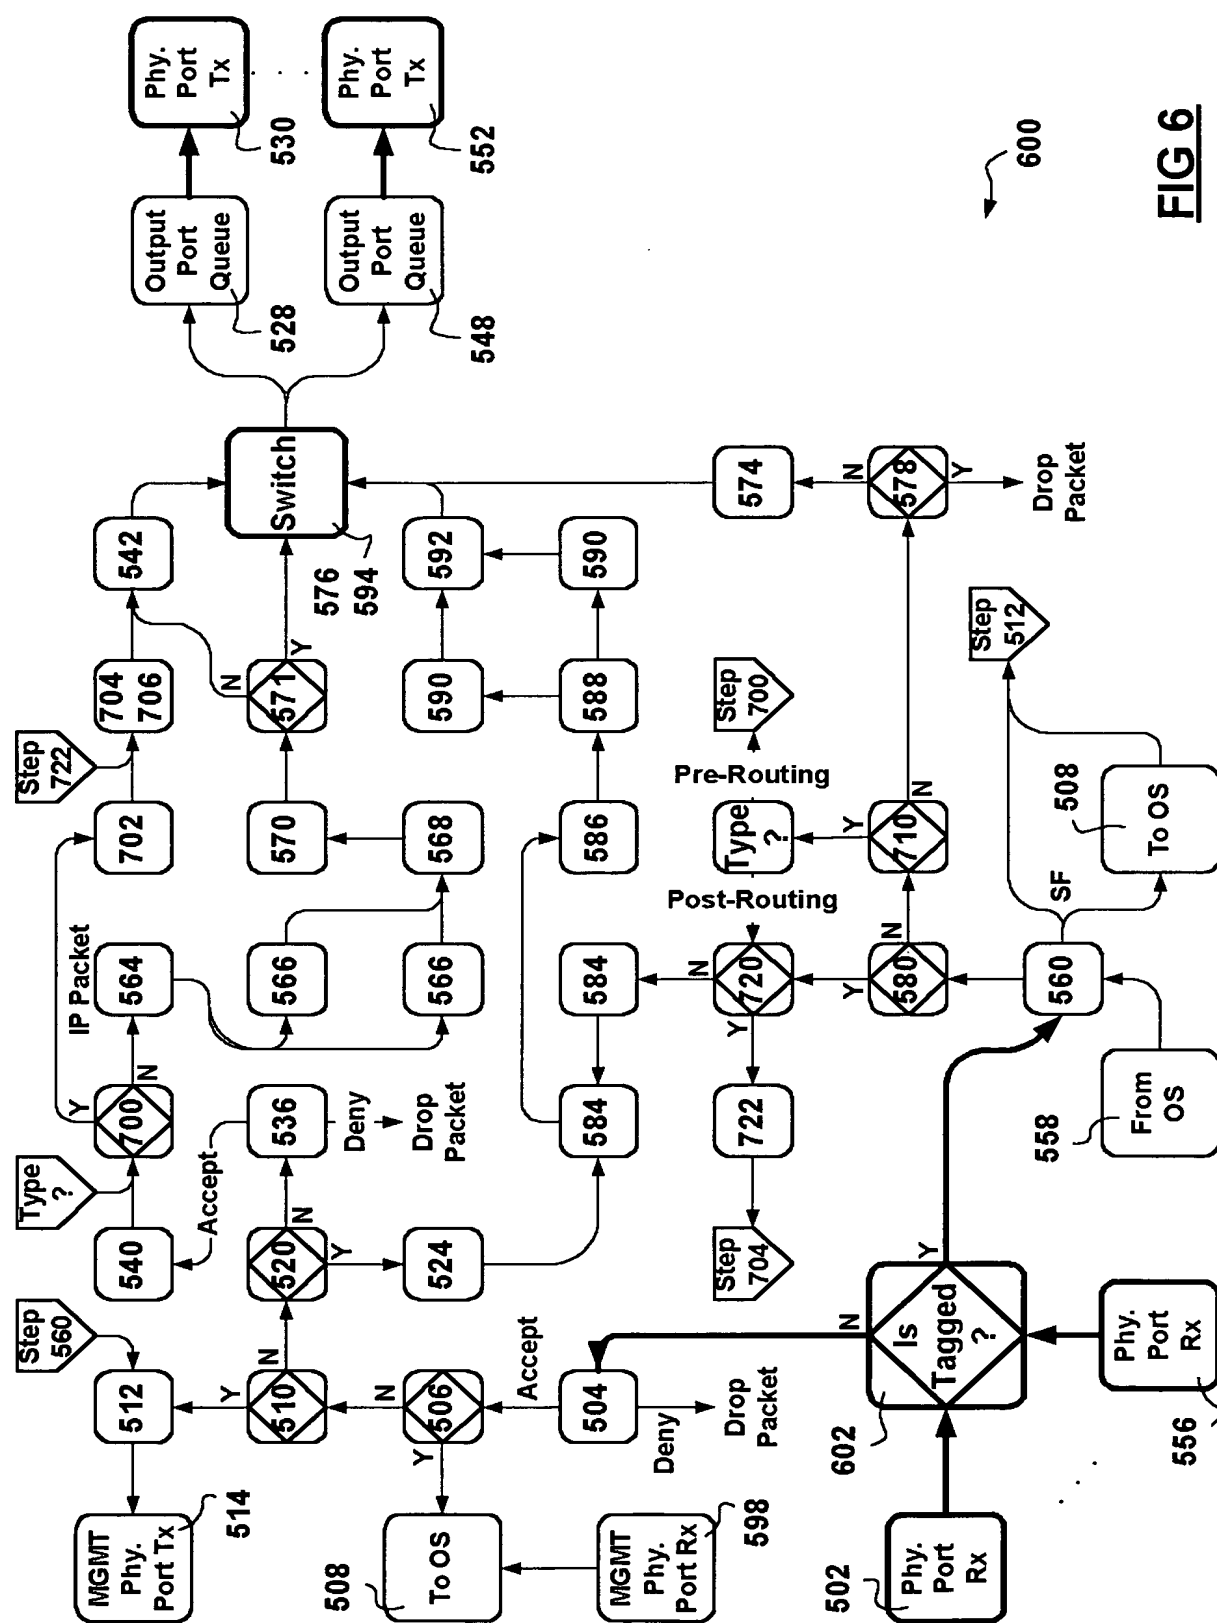 MGMT
Phy.
Port Tx
514
512
Step
560
540
Type
?
700
Y
N
IP Packet
702
Step
722
704
706
542
564
Y
510
N
520
N
Y
Accept
536
Deny
Drop
Packet
566
566
570
568
571
N
Y
Switch
576
594
Output
Port
Queue
528
Phy.
Port
Tx
530
Output
Port
Queue
548
Phy.
Port
Tx
552
To OS
508
Y
506
N
524
590
592
MGMT
Phy.
Port Rx
598
Accept
504
Deny
Drop
Packet
584
584
586
588
590
Step
704
722
Y
720
N
Post-Routing
Type
?
Pre-Routing
Step
700
574
Phy.
Port
Rx
502
602
N
Is
Tagged
?
Y
Y
580
N
Y
710
N
N
578
Y
Drop
Packet
Phy.
Port
Rx
556
From
OS
558
560
SF
To OS
508
Step
512
600
FIG 6